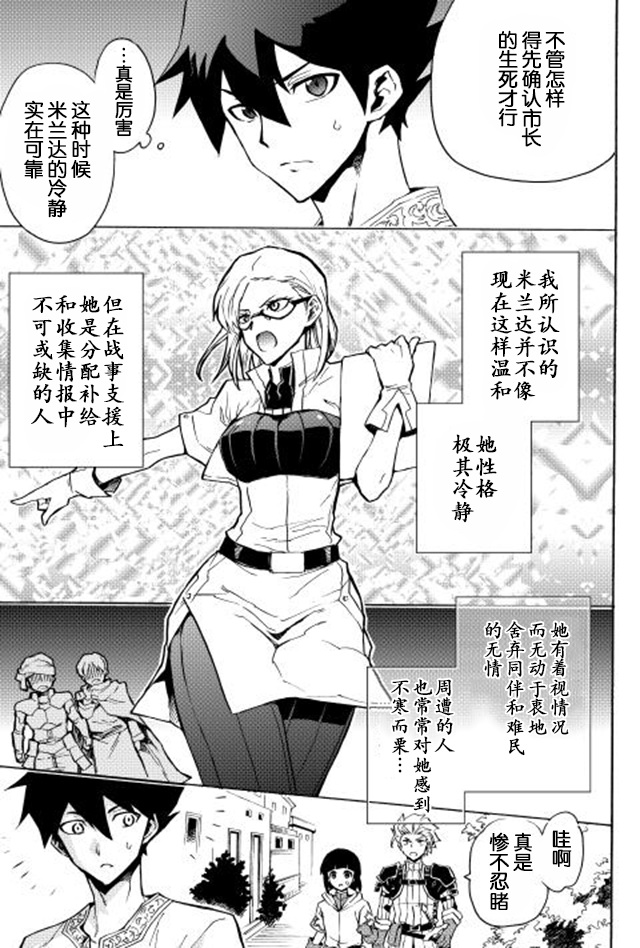 不管怎样
得先确认市长
的生死才行
…真是厉害
这种时候
米兰达的冷静
实在可靠
我所认识的
米兰达并不像
现在这样温和
她性格
极其冷静
但在战事支援上
她是分配补给
和收集情报中
不可或缺的人
她有着视情况
而无动于衷地
舍弃同伴和难民
的无情
周遭的人
也常常对她感到
不寒而栗…
哇啊
真是
惨不忍睹